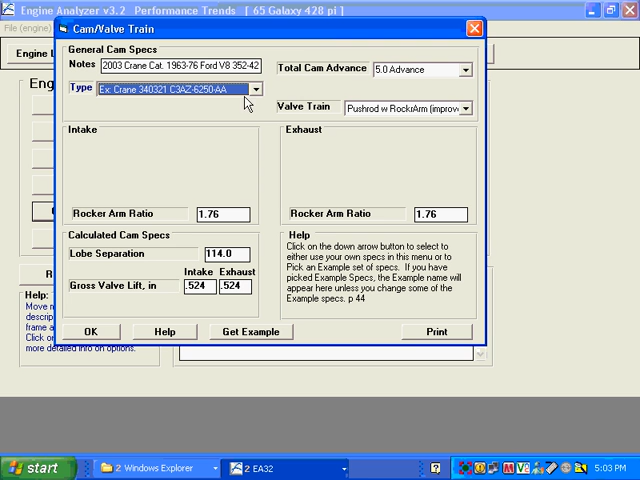 Engine Analyzer v3.2   Performance Trends   [ 65 Galaxy 428 pi ]
File (engine)
Engine L
Cam/Valve Train
General Cam Specs
Notes 2003 Crane Cat. 1963-76 Ford V8 352-42
Total Cam Advance 5.0 Advance
Type Ex: Crane 340321 C3AZ-6250-AA
Valve Train Pushrod w RockrArm (improv
Intake
Exhaust
Rocker Arm Ratio 1.76
Rocker Arm Ratio 1.76
Calculated Cam Specs
Lobe Separation 114.0
Intake Exhaust
Gross Valve Lift, in .524 .524
Help
Click on the down arrow button to select to
either use your own specs in this menu or to
Pick an Example set of specs. If you have
picked Example Specs, the Example name will
appear here unless you change some of the
Example specs. p 44
OK
Help
Get Example
Print
Eng
R
Help:
Move m
descrip
frame a
Click o
more detailed info on options.
start
2 Windows Explorer
2 EA32
5:03 PM